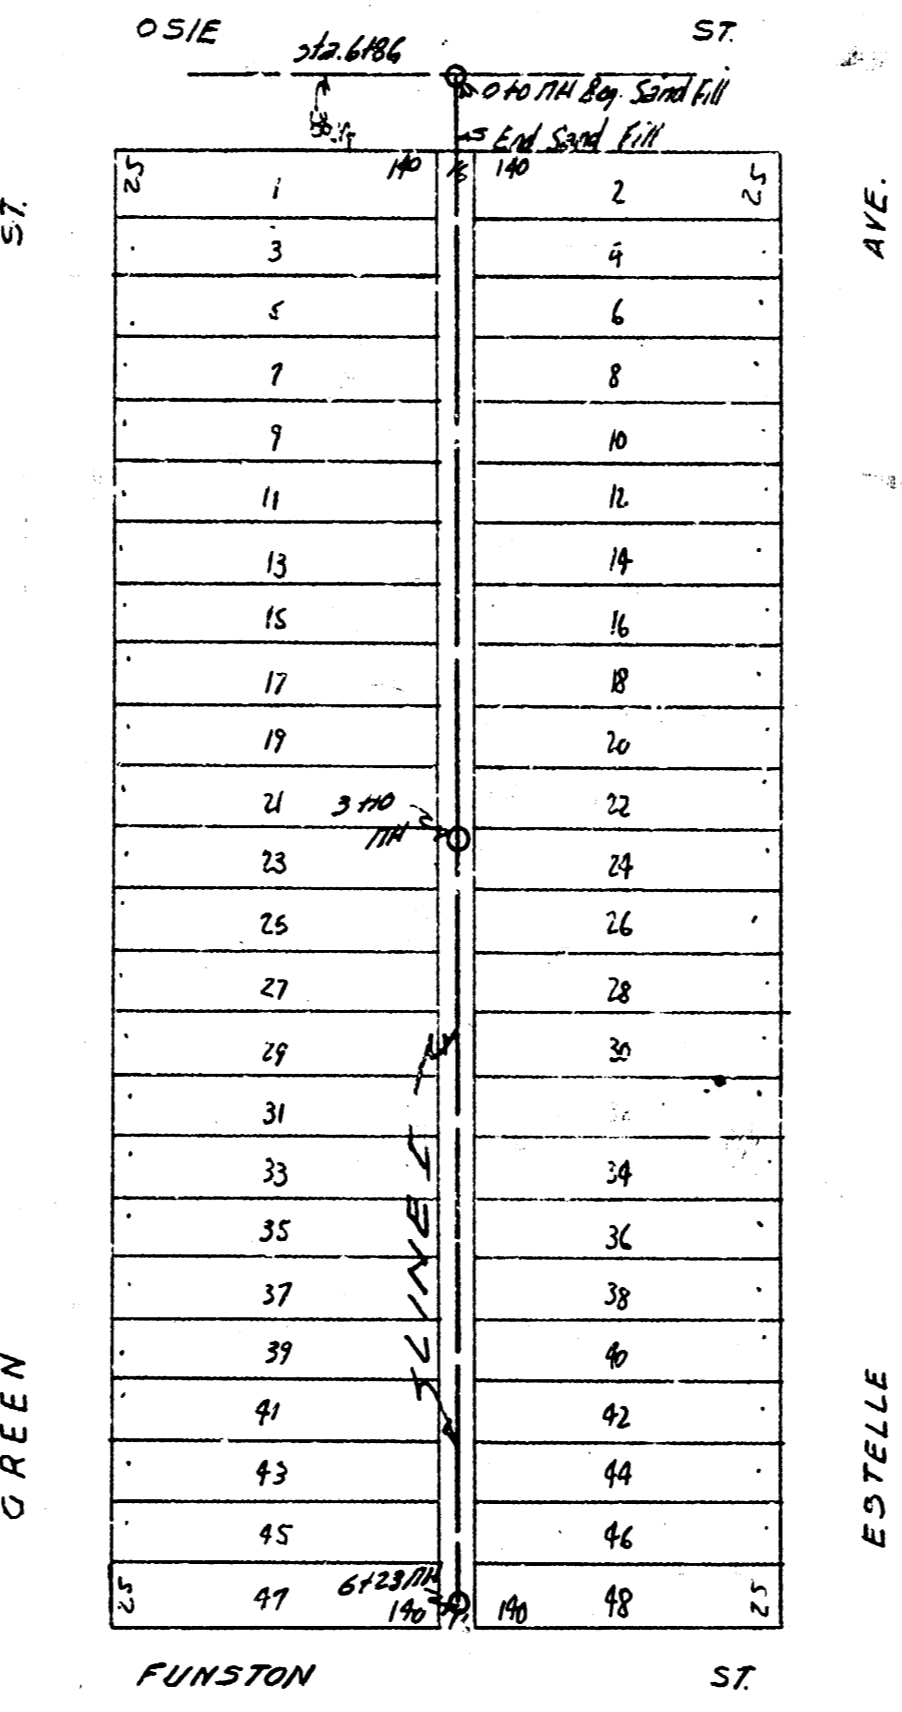 OSIE ST.
sta. 6+86
0+0 MH Beg. Sand Fill
End Sand Fill
25 140 16 140 25
1 2
3 4
5 6
7 8
9 10
11 12
13 14
15 16
17 18
19 20
21 22
3+10
MH
23 24
25 26
27 28
29 30
31
33 34
35 36
37 38
39 40
41 42
43 44
45 46
6+23 MH
25 47 140 140 48 25
S LINE
GREEN ST.
ESTELLE AVE.
FUNSTON ST.